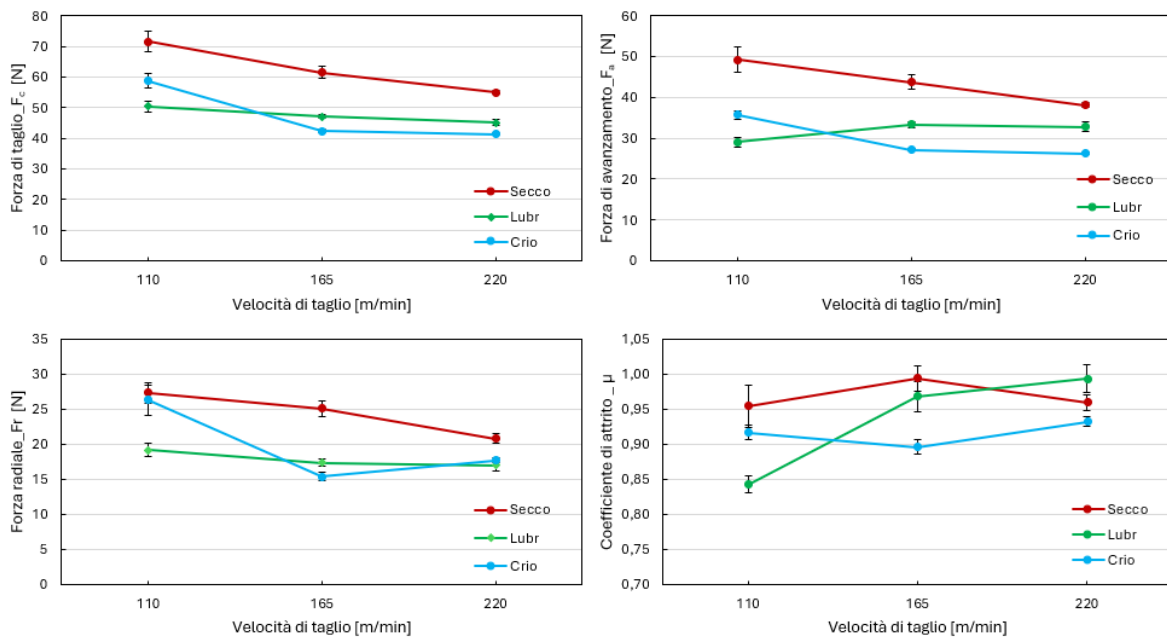 Forza di taglio_Fc [N]
80
70
60
50
40
30
20
10
0
110
165
220
Velocità di taglio [m/min]
Secco
Lubr
Crio
Forza di avanzamento_Fa [N]
60
50
40
30
20
10
0
110
165
220
Velocità di taglio [m/min]
Secco
Lubr
Crio
Forza radiale_Fr [N]
35
30
25
20
15
10
5
0
110
165
220
Velocità di taglio [m/min]
Secco
Lubr
Crio
Coefficiente di attrito _ µ
1,05
1,00
0,95
0,90
0,85
0,80
0,75
0,70
110
165
220
Velocità di taglio [m/min]
Secco
Lubr
Crio